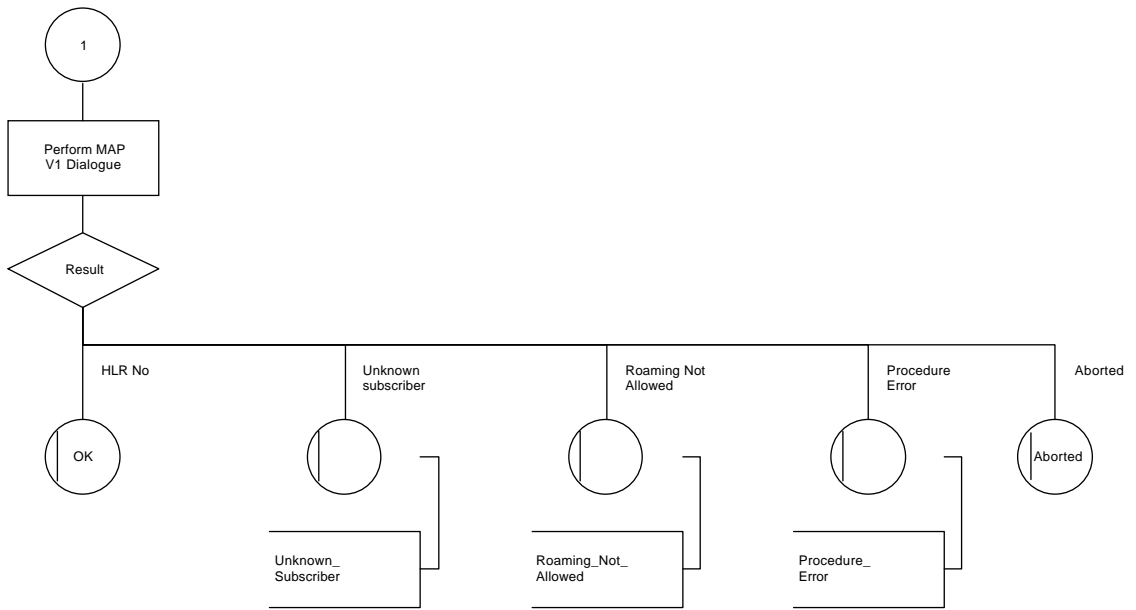 1
Perform MAP
V1 Dialogue
Result
HLR No
Unknown
subscriber
Roaming Not
Allowed
Procedure
Error
Aborted
OK
Aborted
Unknown_
Subscriber
Roaming_Not_
Allowed
Procedure_
Error